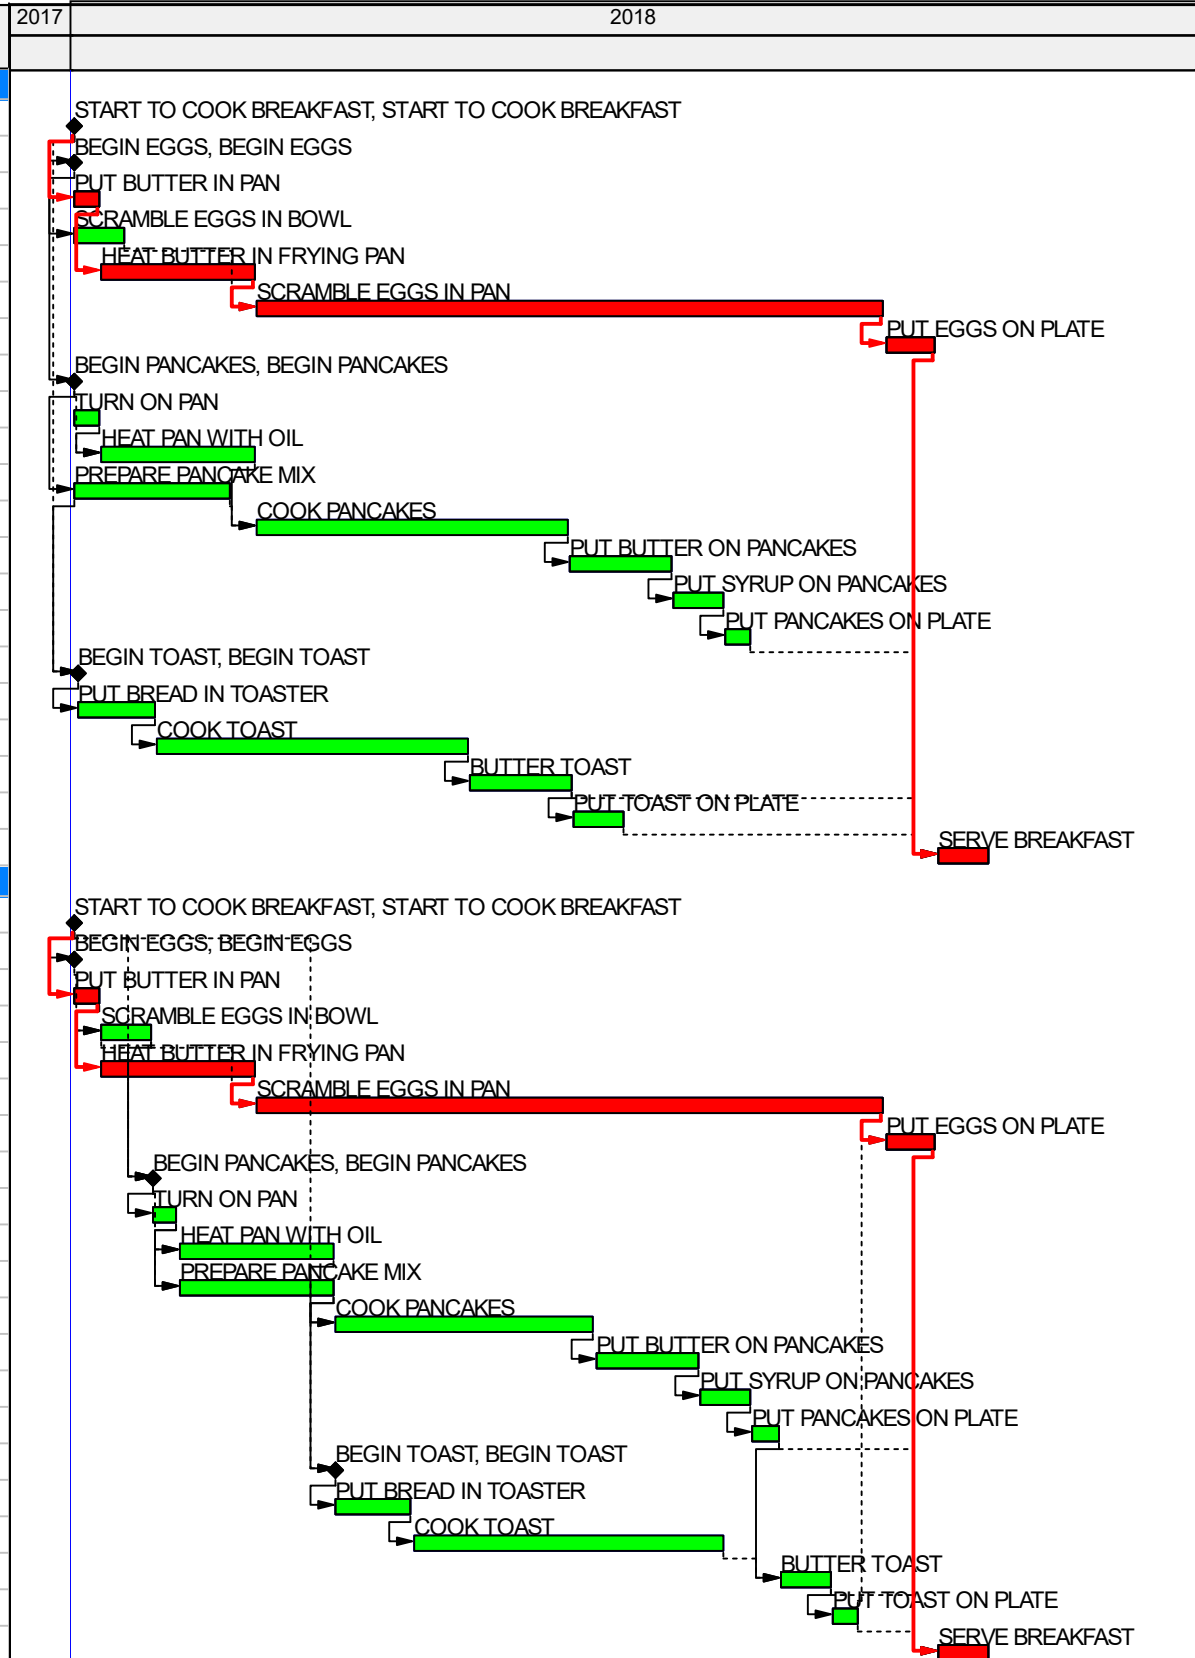 2017 2018
START TO COOK BREAKFAST, START TO COOK BREAKFAST
BEGIN EGGS, BEGIN EGGS
PUT BUTTER IN PAN
SCRAMBLE EGGS IN BOWL
HEAT BUTTER IN FRYING PAN
SCRAMBLE EGGS IN PAN
PUT EGGS ON PLATE
BEGIN PANCAKES, BEGIN PANCAKES
TURN ON PAN
HEAT PAN WITH OIL
PREPARE PANCAKE MIX
COOK PANCAKES
PUT BUTTER ON PANCAKES
PUT SYRUP ON PANCAKES
PUT PANCAKES ON PLATE
BEGIN TOAST, BEGIN TOAST
PUT BREAD IN TOASTER
COOK TOAST
BUTTER TOAST
PUT TOAST ON PLATE
SERVE BREAKFAST
START TO COOK BREAKFAST, START TO COOK BREAKFAST
BEGIN EGGS, BEGIN EGGS
PUT BUTTER IN PAN
SCRAMBLE EGGS IN BOWL
HEAT BUTTER IN FRYING PAN
SCRAMBLE EGGS IN PAN
PUT EGGS ON PLATE
BEGIN PANCAKES, BEGIN PANCAKES
TURN ON PAN
HEAT PAN WITH OIL
PREPARE PANCAKE MIX
COOK PANCAKES
PUT BUTTER ON PANCAKES
PUT SYRUP ON PANCAKES
PUT PANCAKES ON PLATE
BEGIN TOAST, BEGIN TOAST
PUT BREAD IN TOASTER
COOK TOAST
BUTTER TOAST
PUT TOAST ON PLATE
SERVE BREAKFAST